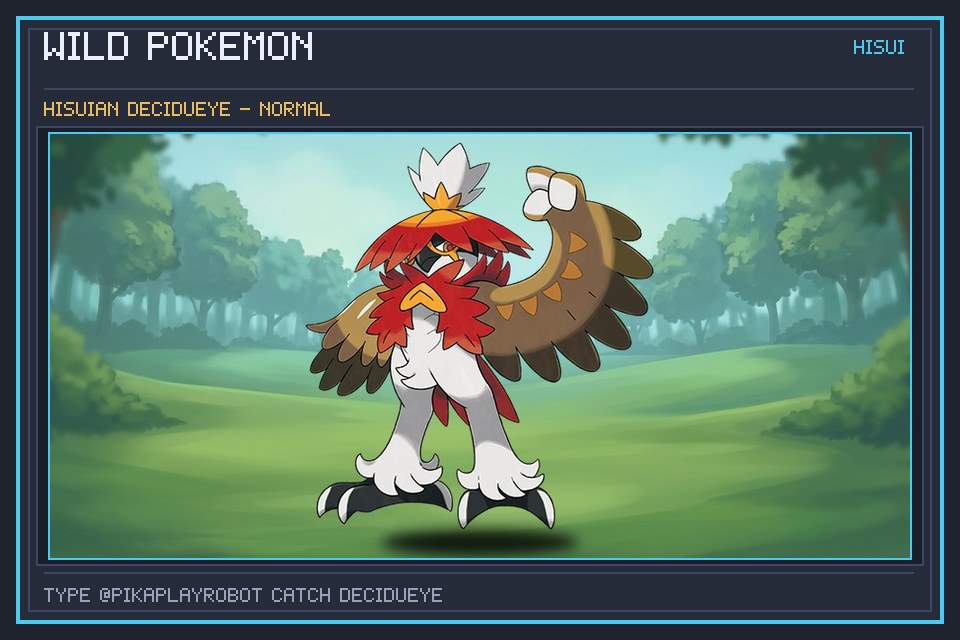 WILD POKEMON
HISUI
HISUIAN DECIDUEYE - NORMAL
TYPE @PIKAPLAYROBOT CATCH DECIDUEYE